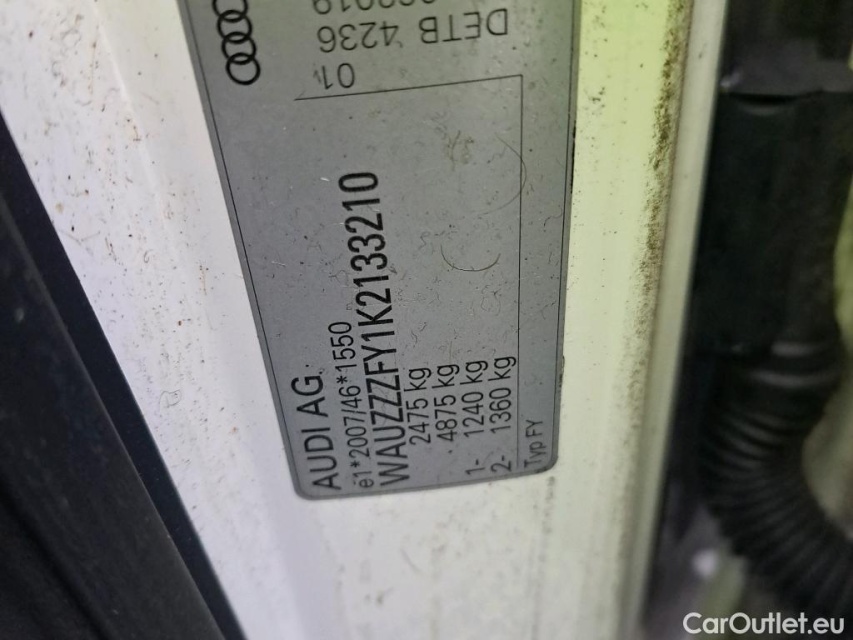 AUDI AG.
e1*2007/46*1550
WAUZZZFY1K2133210
2475 kg
4875 kg
1- 1240 kg
2- 1360 kg
Typ FY
01
DETB 4236
CarOutlet.eu